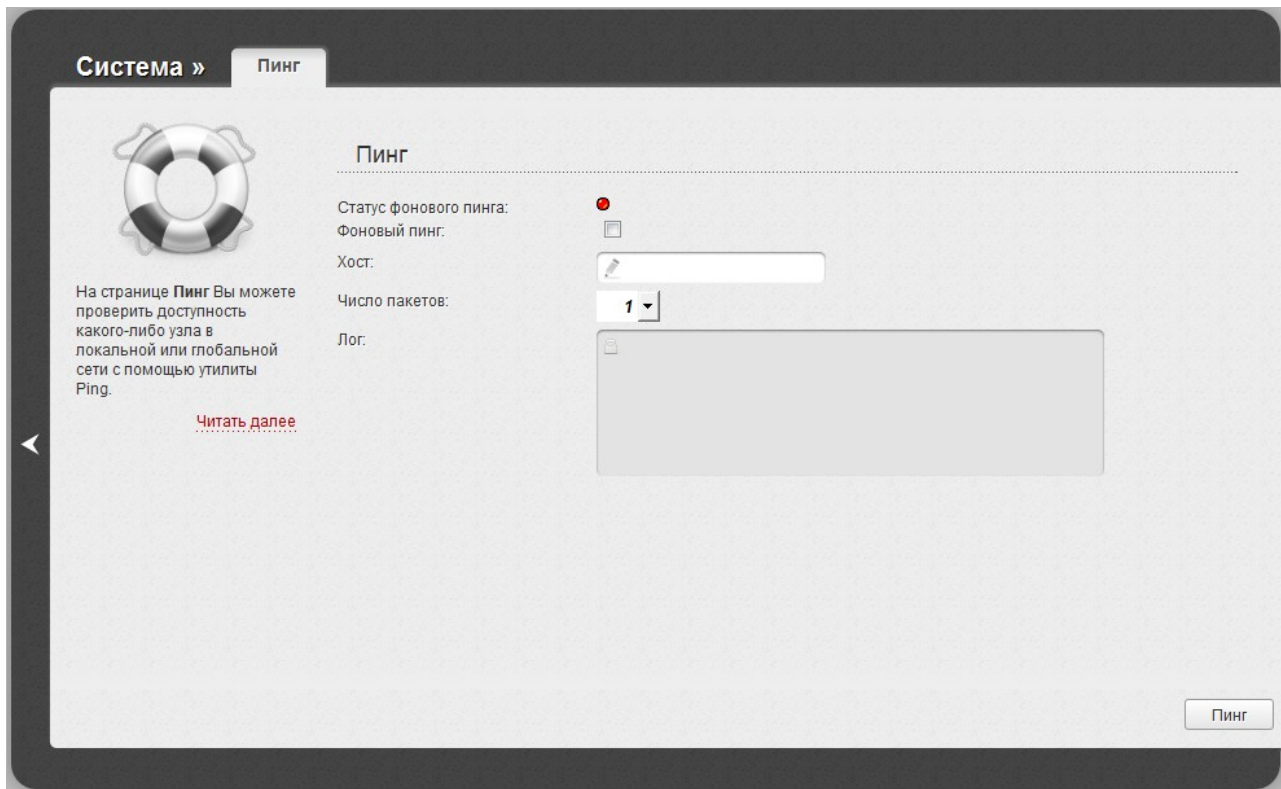 Система »
Пинг
На странице Пинг Вы можете
проверить доступность
какого-либо узла в
локальной или глобальной
сети с помощью утилиты
Ping.
Читать далее
Пинг
Статус фонового пинга:
Фоновый пинг:
Хост:
Число пакетов:
1
Лог:
Пинг